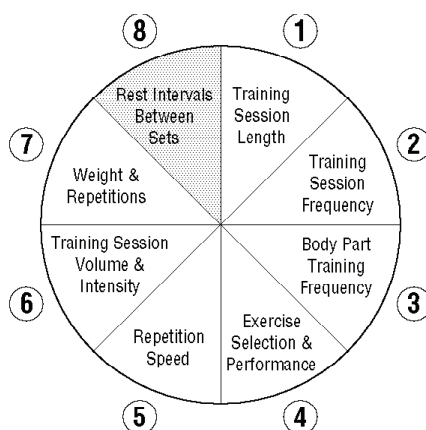 8
1
Rest Intervals
Between
Sets
Training
Session
Length
7
2
Weight &
Repetitions
Training
Session
Frequency
Training Session
Volume &
Intensity
Body Part
Training
Frequency
6
3
Repetition
Speed
Exercise
Selection &
Performance
5
4